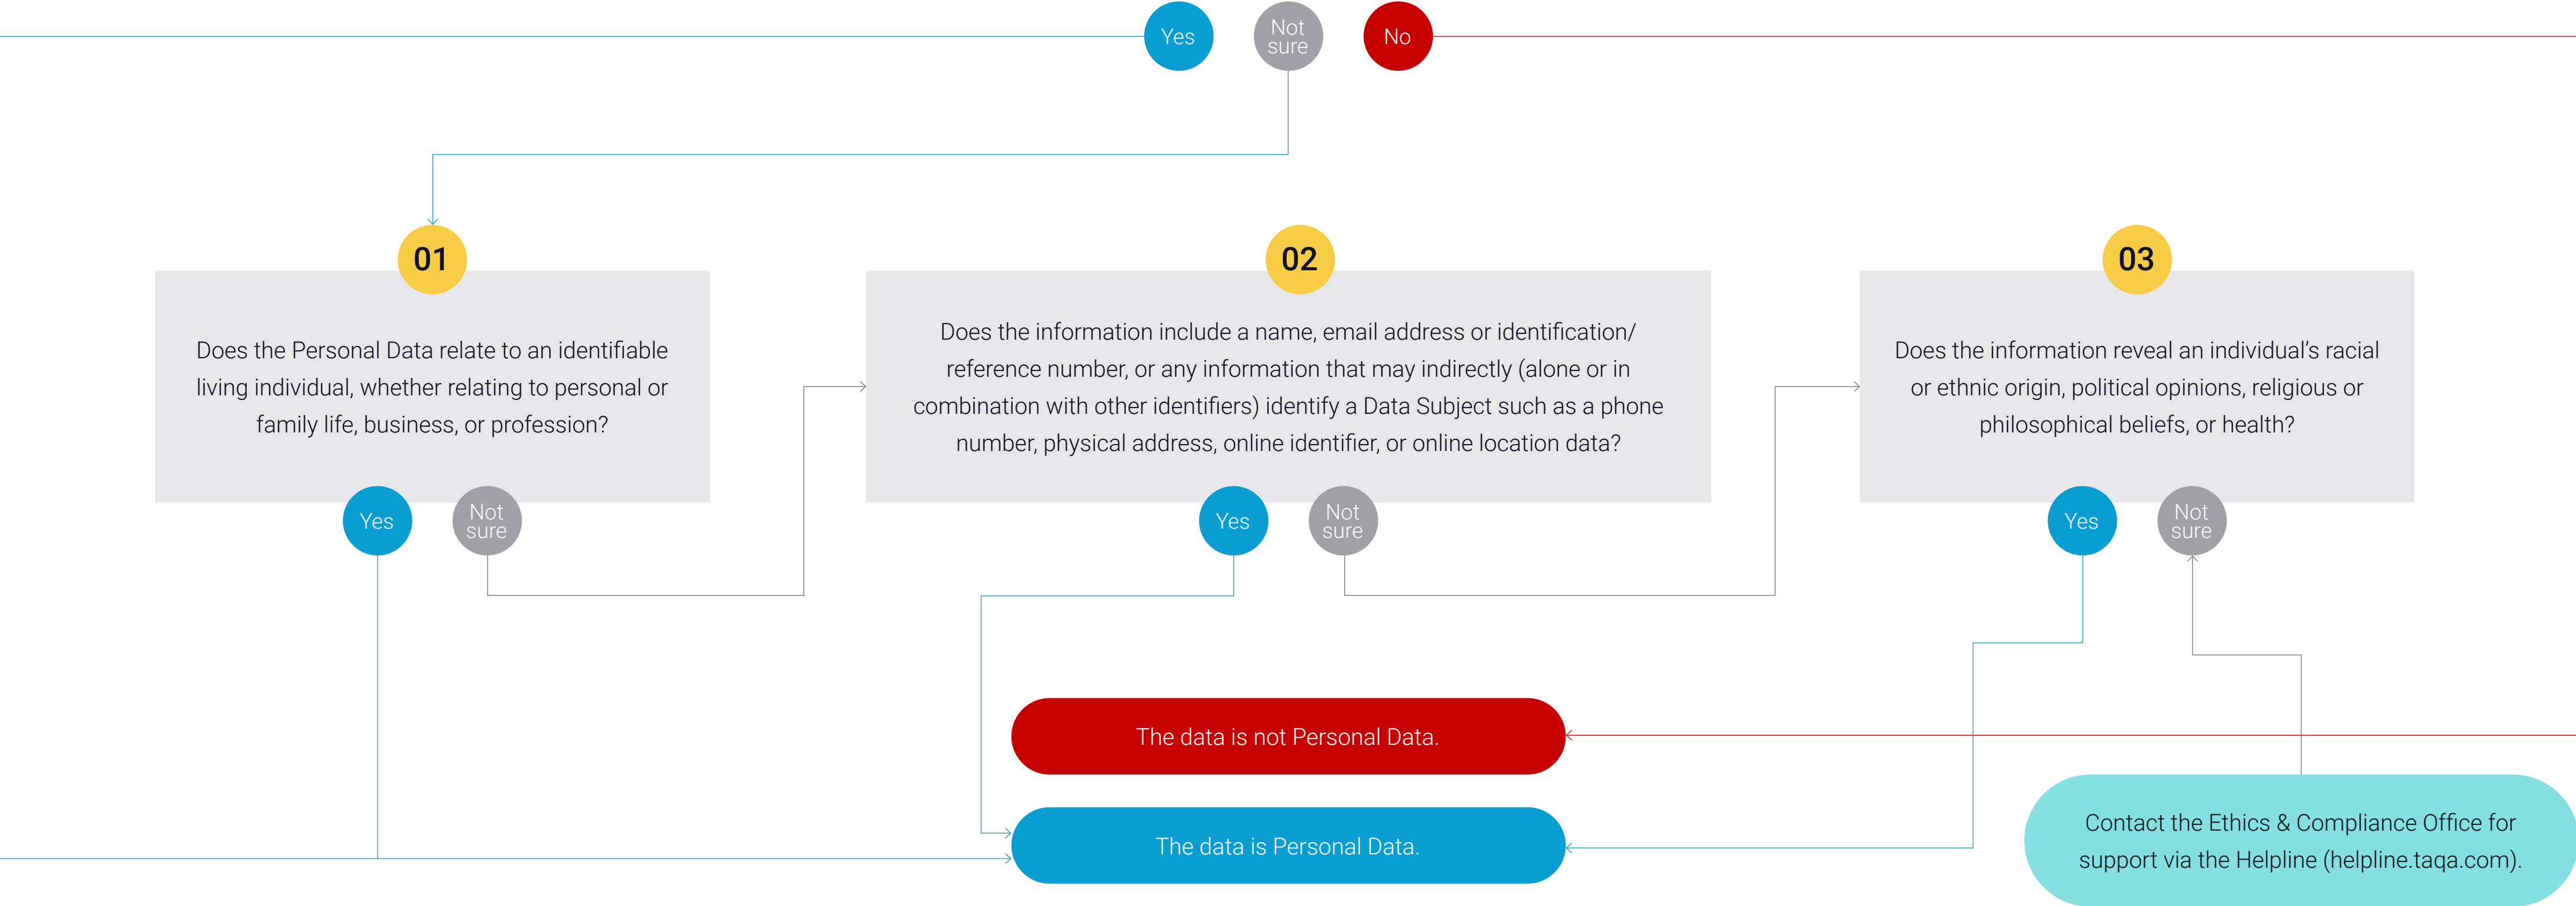 Yes
Not
sure
No
01
Does the Personal Data relate to an identifiable
living individual, whether relating to personal or
family life, business, or profession?
Yes
Not
sure
02
Does the information include a name, email address or identification/
reference number, or any information that may indirectly (alone or in
combination with other identifiers) identify a Data Subject such as a phone
number, physical address, online identifier, or online location data?
Yes
Not
sure
03
Does the information reveal an individual’s racial
or ethnic origin, political opinions, religious or
philosophical beliefs, or health?
Yes
Not
sure
The data is not Personal Data.
The data is Personal Data.
Contact the Ethics & Compliance Office for
support via the Helpline (helpline.taqa.com).